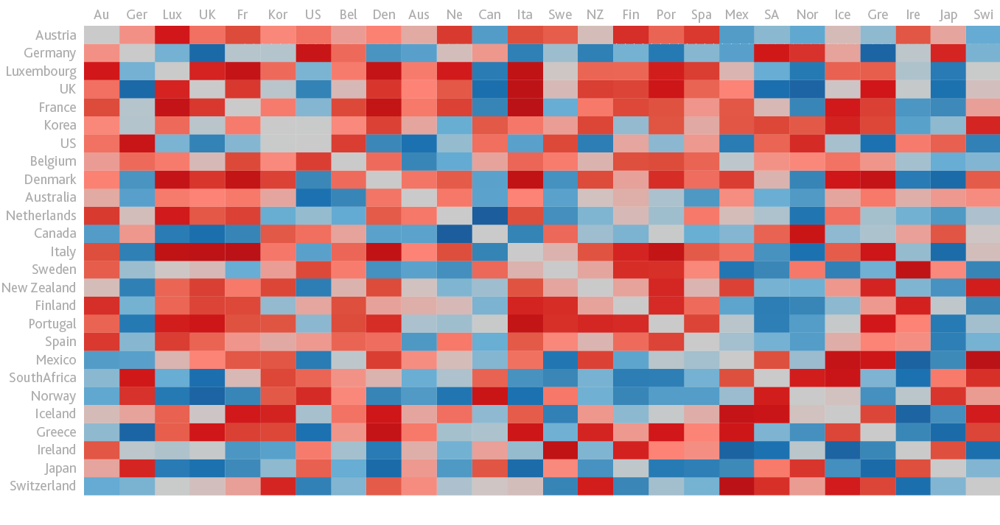 Au Ger Lux UK Fr Kor US Bel Den Aus Ne Can Ita Swe NZ Fin Por Spa Mex SA Nor Ice Gre Ire Jap Swi
Austria
Germany
Luxembourg
UK
France
Korea
US
Belgium
Denmark
Australia
Netherlands
Canada
Italy
Sweden
New Zealand
Finland
Portugal
Spain
Mexico
SouthAfrica
Norway
Iceland
Greece
Ireland
Japan
Switzerland